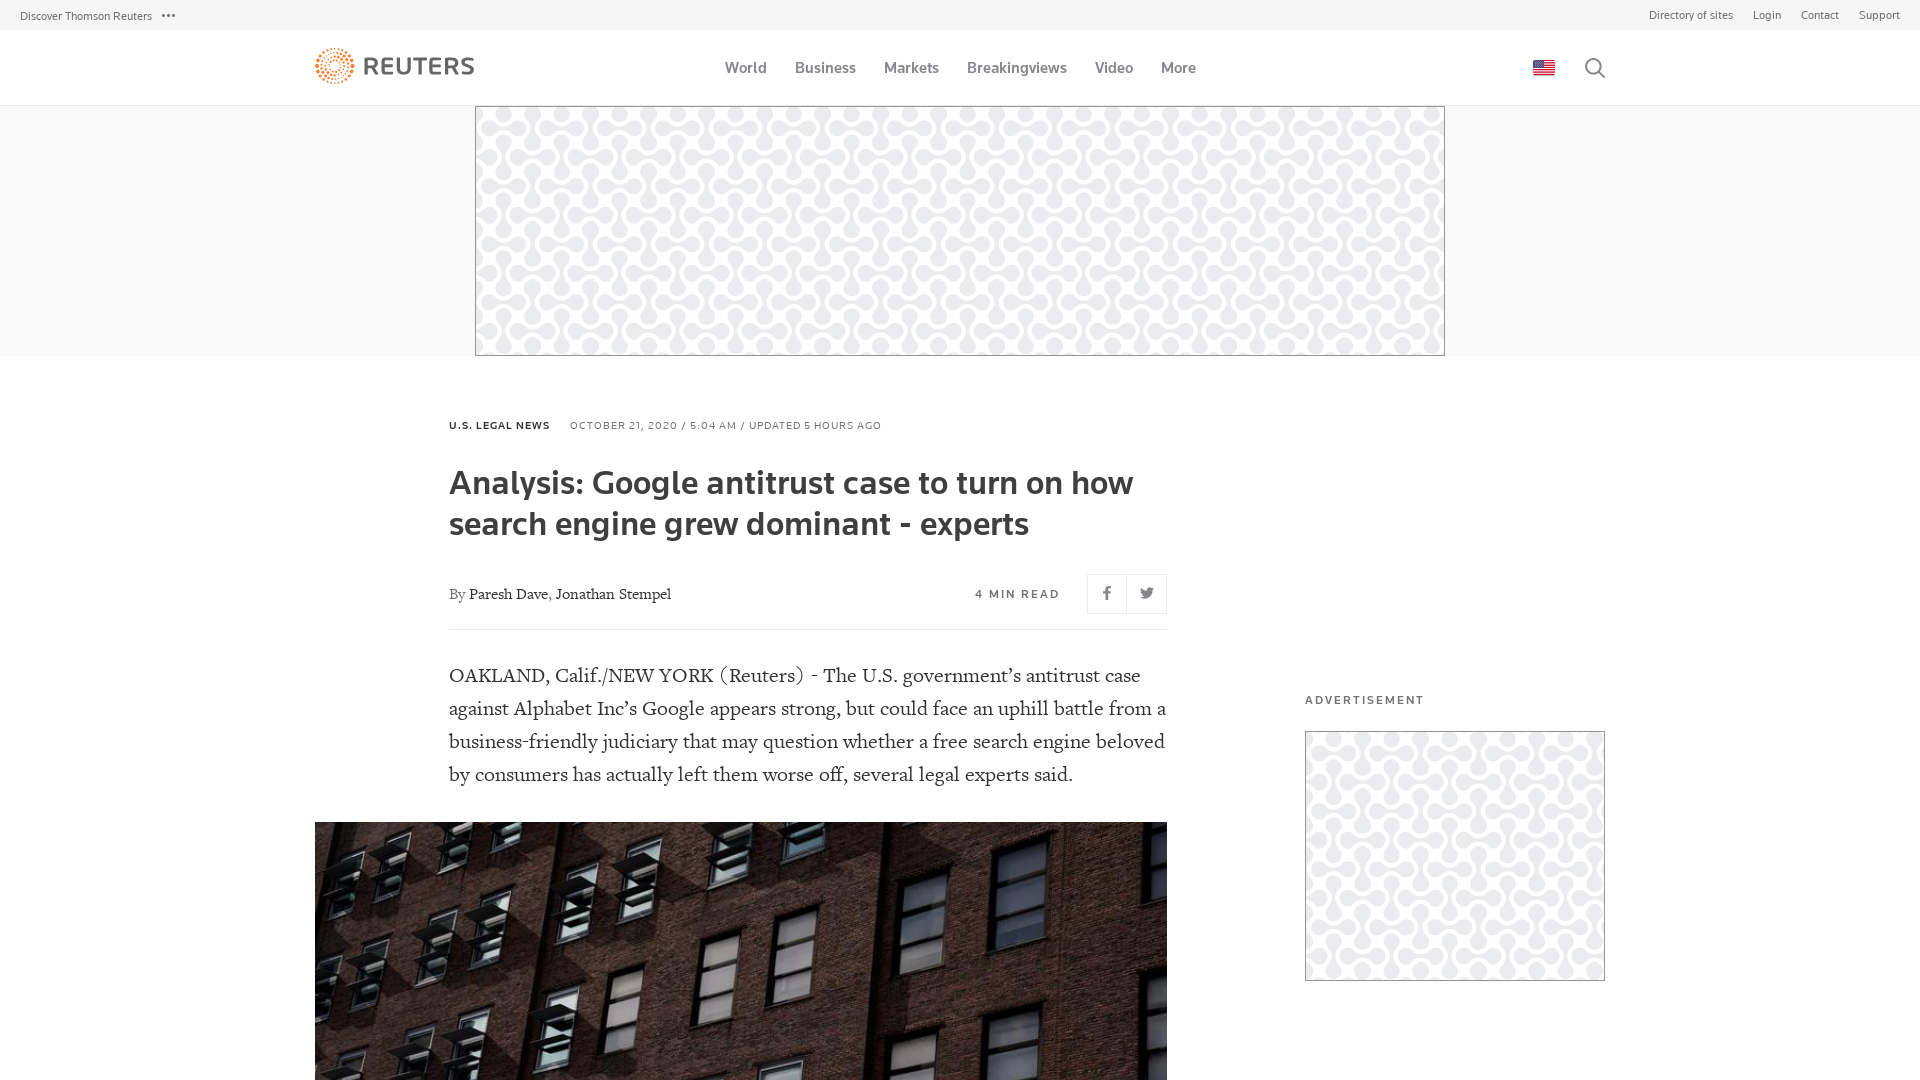 Discover Thomson Reuters
Directory of sites
Login
Contact
Support
REUTERS
World
Business
Markets
Breakingviews
Video
More
U.S. LEGAL NEWS
OCTOBER 21, 2020 / 5:04 AM / UPDATED 5 HOURS AGO
Analysis: Google antitrust case to turn on how
search engine grew dominant - experts
By Paresh Dave, Jonathan Stempel
4 MIN READ
OAKLAND, Calif./NEW YORK (Reuters) - The U.S. government’s antitrust case
against Alphabet Inc’s Google appears strong, but could face an uphill battle from a
business-friendly judiciary that may question whether a free search engine beloved
by consumers has actually left them worse off, several legal experts said.
ADVERTISEMENT